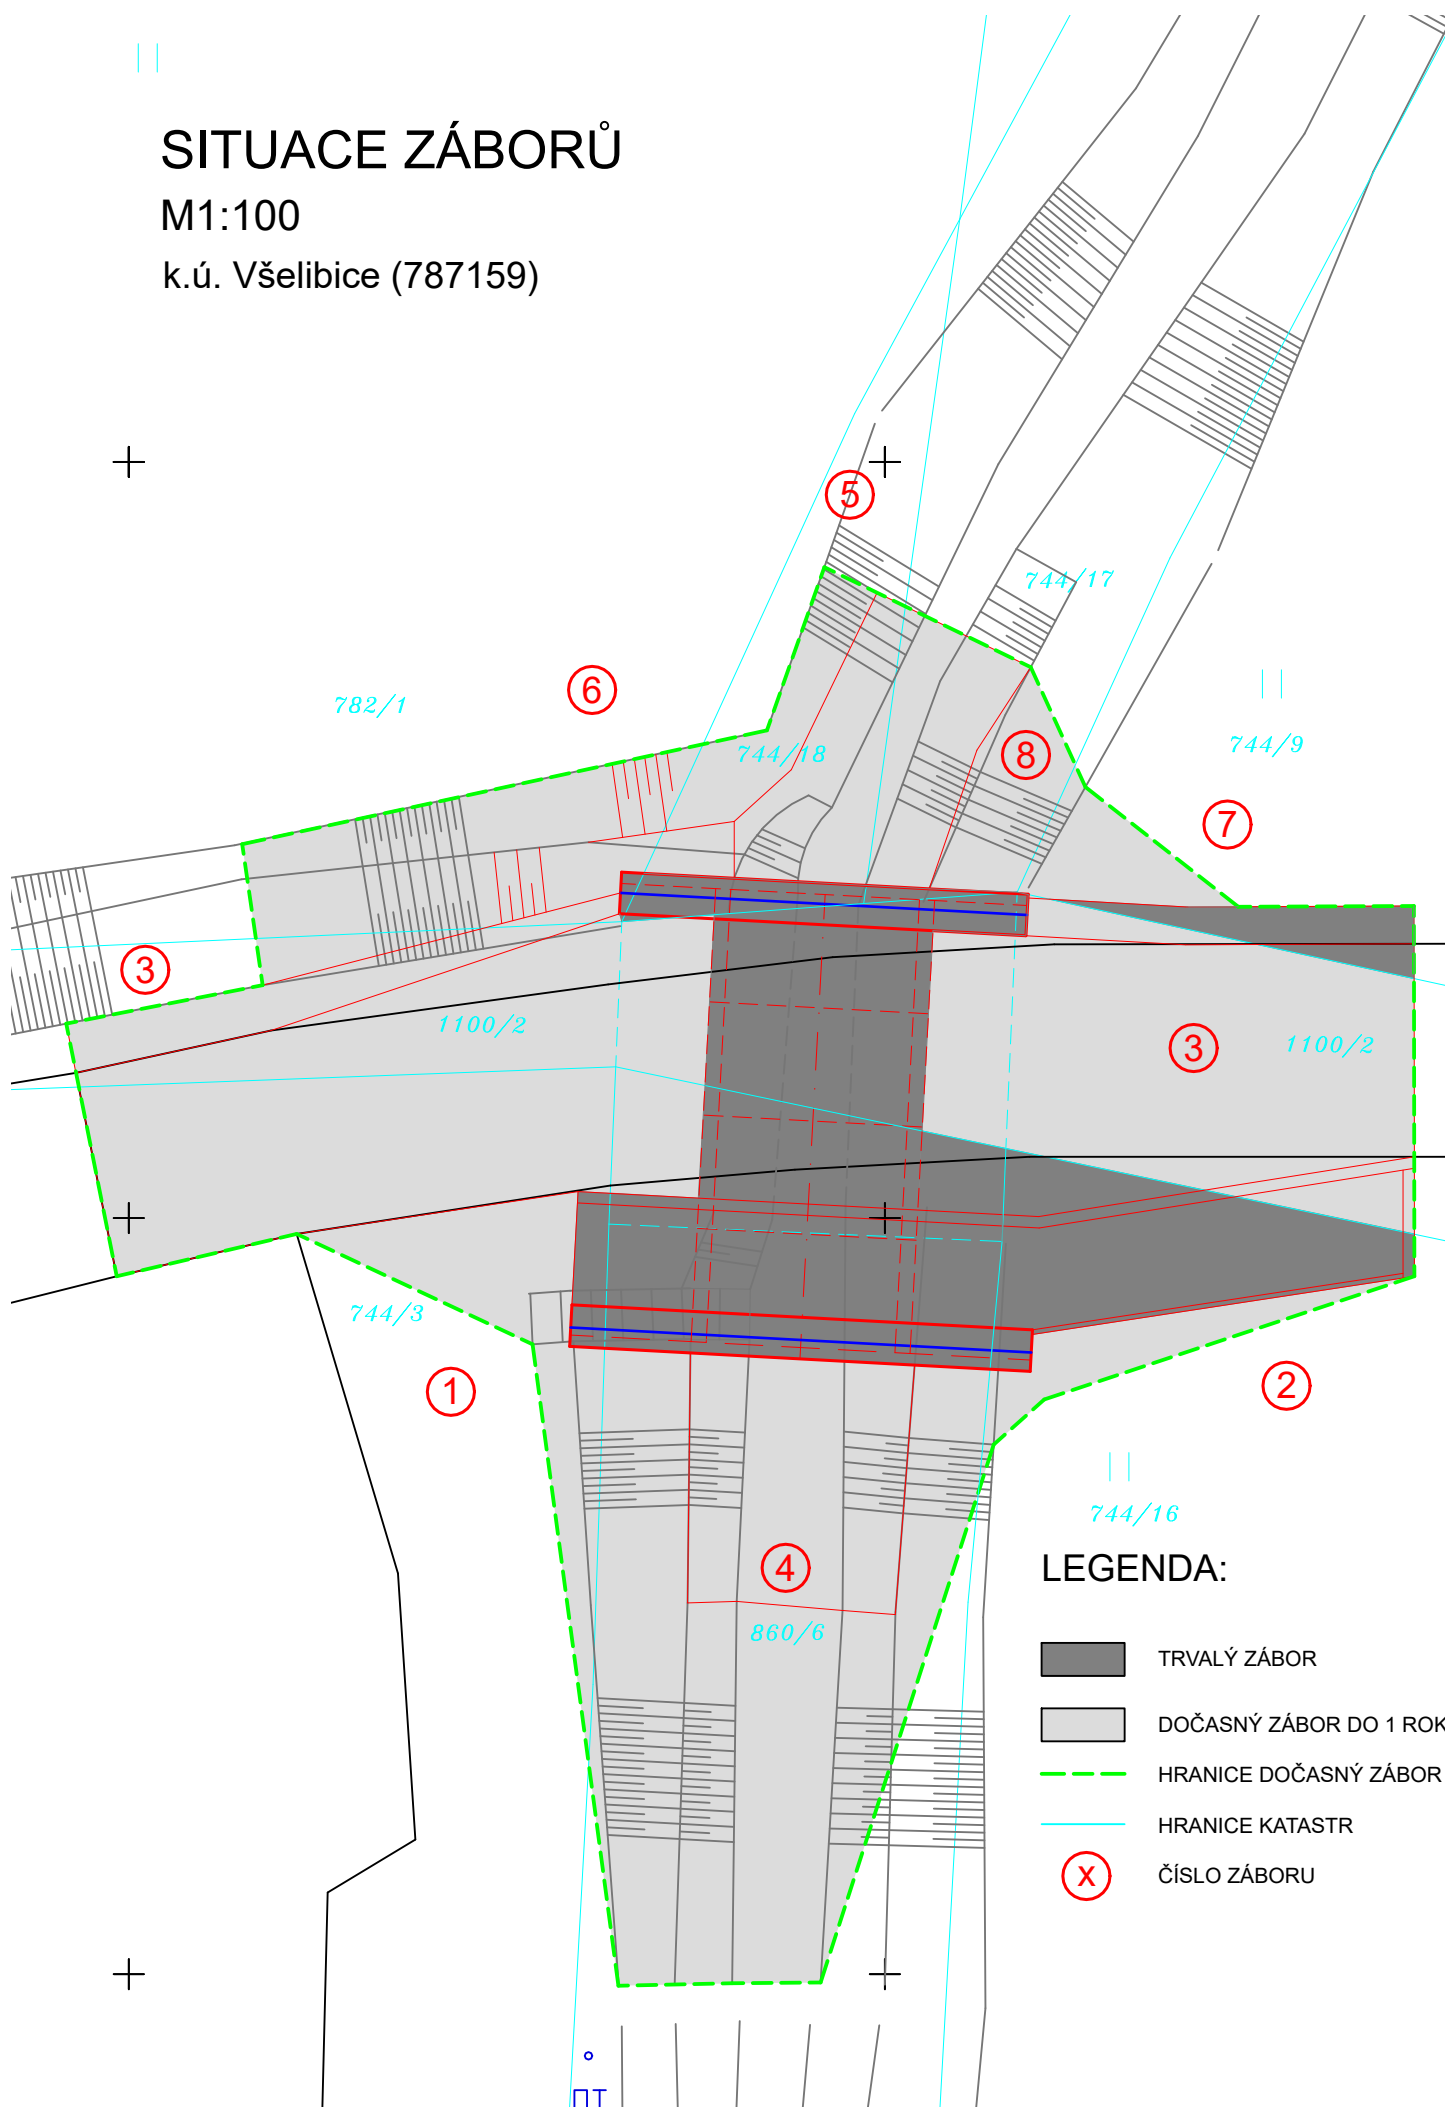 SITUACE ZÁBORŮ
M1:100
k.ú. Všelibice (787159)
5
744/17
6
782/1
744/18
8
744/9
7
3
1100/2
3
1100/2
744/3
1
2
744/16
4
860/6
LEGENDA:
TRVALÝ ZÁBOR
DOČASNÝ ZÁBOR DO 1 ROK
HRANICE DOČASNÝ ZÁBOR
HRANICE KATASTR
X ČÍSLO ZÁBORU